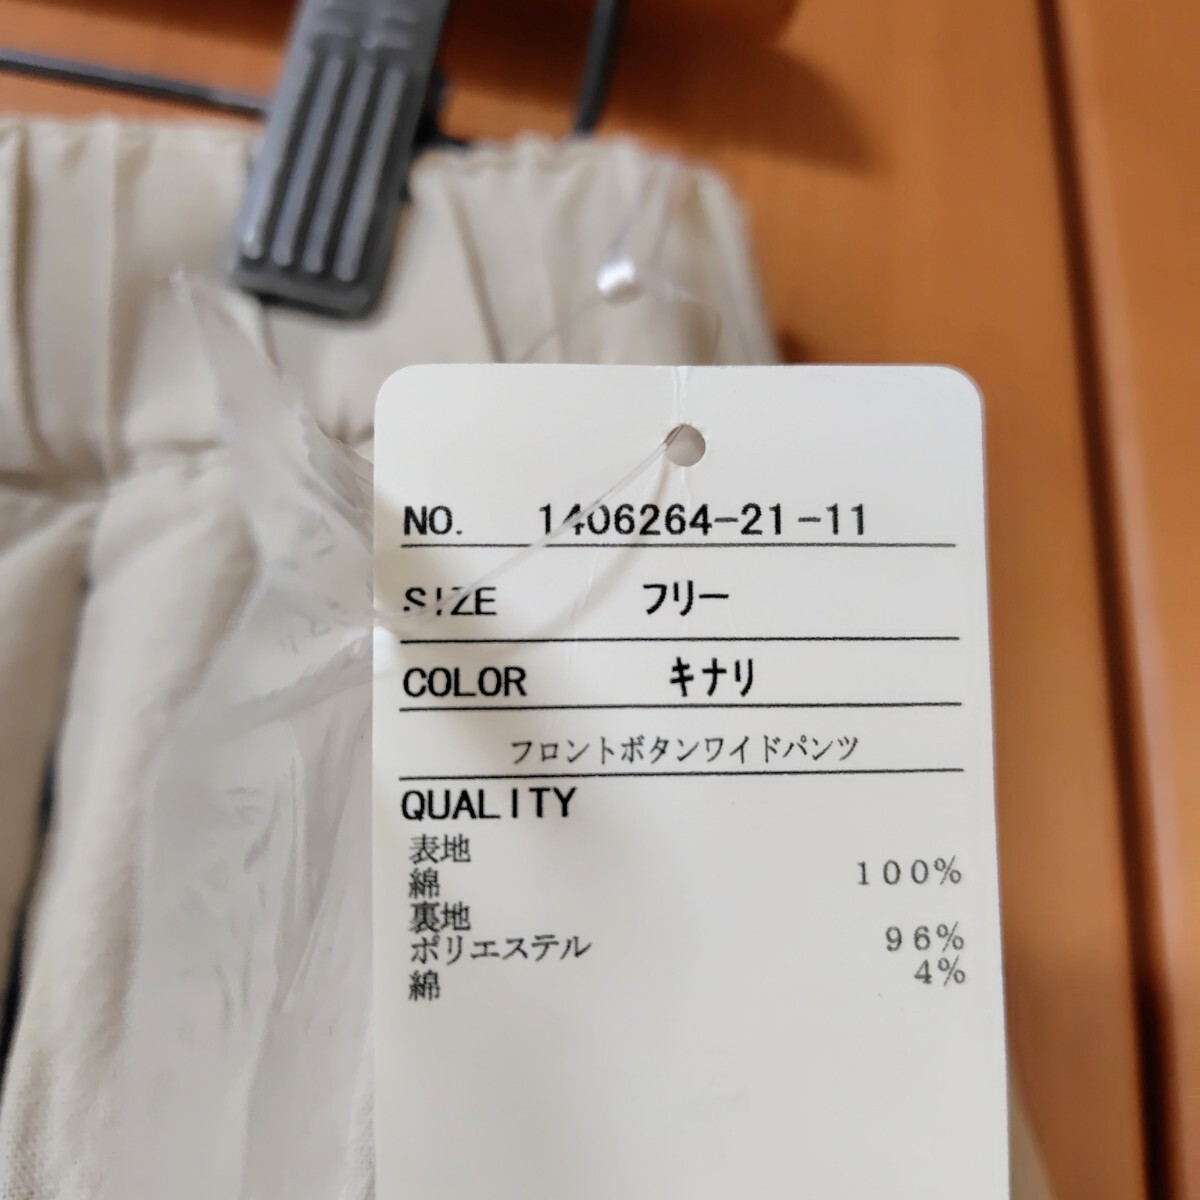 NO. 1406264-21-11
SIZE フリー
COLOR キナリ
フロントボタンワイドパンツ
QUALITY
表地
綿 100%
裏地
ポリエステル 96%
綿 4%